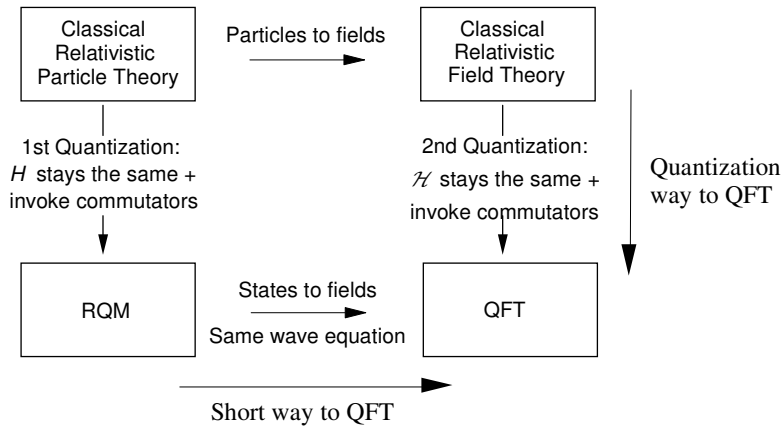 Classical
Relativistic
Particle Theory
Particles to fields
Classical
Relativistic
Field Theory
1st Quantization:
H stays the same +
invoke commutators
2nd Quantization:
ℋ stays the same +
invoke commutators
Quantization
way to QFT
RQM
States to fields
Same wave equation
QFT
Short way to QFT